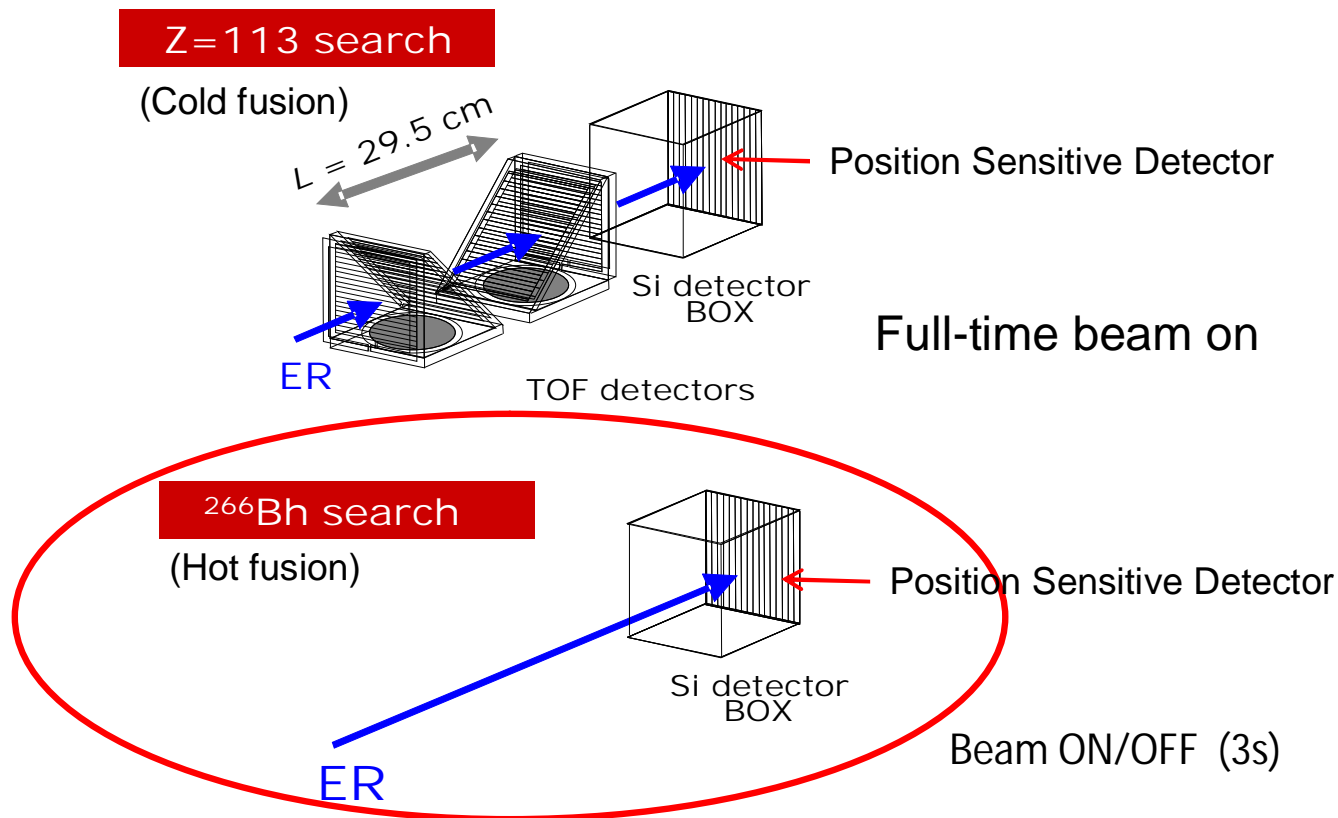 Z=113 search
(Cold fusion)
L = 29.5 cm
Position Sensitive Detector
Si detector
BOX
Full-time beam on
ER
TOF detectors
²⁶⁶Bh search
(Hot fusion)
Position Sensitive Detector
Si detector
BOX
Beam ON/OFF (3s)
ER